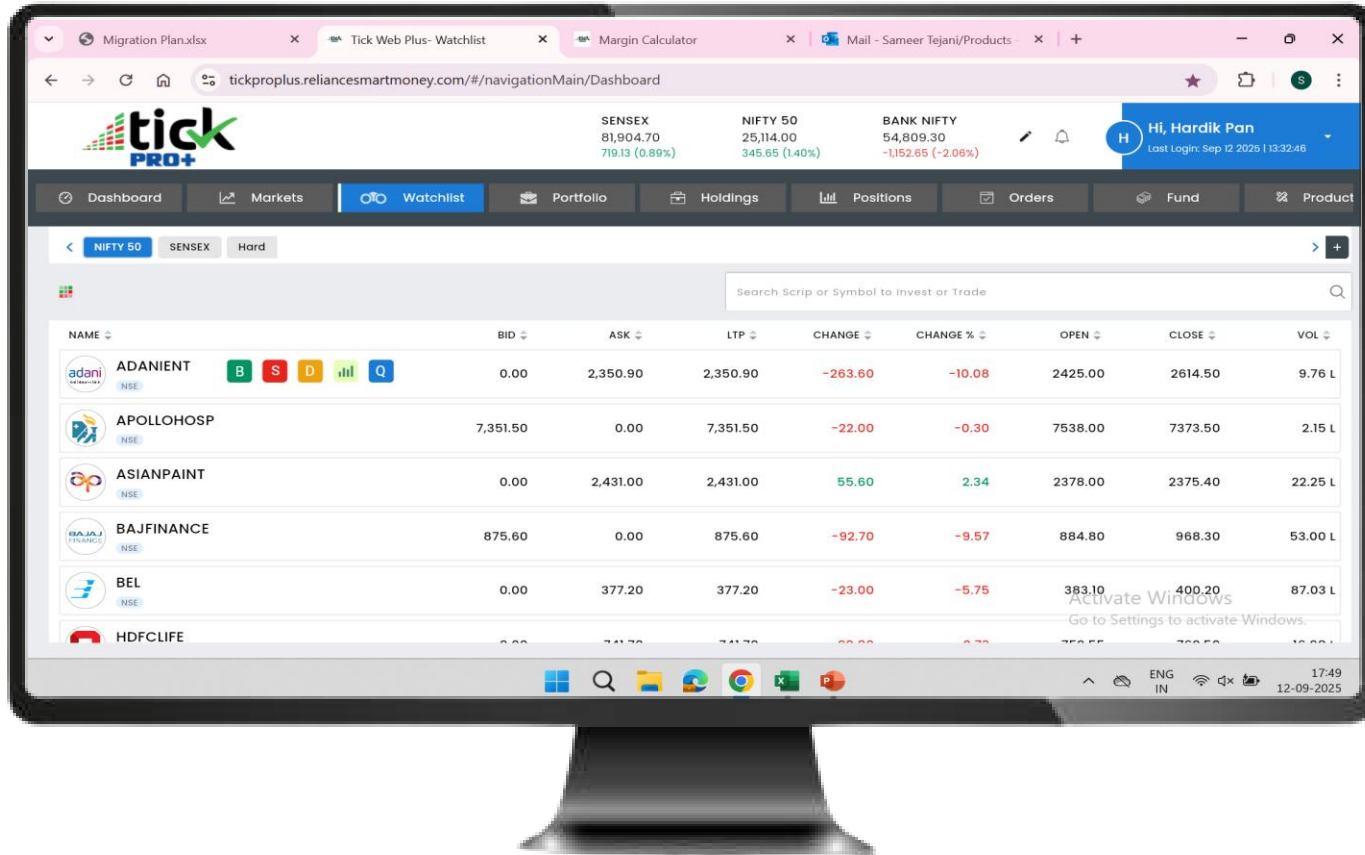 Migration Plan.xlsx
Tick Web Plus- Watchlist
Margin Calculator
Mail - Sameer Tejani/Products -
tickproplus.reliancesmartmoney.com/#/navigationMain/Dashboard
S
tick
PRO+
SENSEX
81,904.70
719.13 (0.89%)
NIFTY 50
25,114.00
345.65 (1.40%)
BANK NIFTY
54,809.30
-1,152.65 (-2.06%)
H
Hi, Hardik Pan
Last Login: Sep 12 2025 | 13:32:46
Dashboard Markets Watchlist Portfolio Holdings Positions Orders Fund Product
NIFTY 50 SENSEX Hard
Search Scrip or Symbol to Invest or Trade
NAME BID ASK LTP CHANGE CHANGE % OPEN CLOSE VOL
adani ADANIENT B S D Q 0.00 2,350.90 2,350.90 -263.60 -10.08 2425.00 2614.50 9.76 L
NSE
APOLLOHOSP 7,351.50 0.00 7,351.50 -22.00 -0.30 7538.00 7373.50 2.15 L
NSE
ap ASIANPAINT 0.00 2,431.00 2,431.00 55.60 2.34 2378.00 2375.40 22.25 L
NSE
BAJAJ FINANCE BAJFINANCE 875.60 0.00 875.60 -92.70 -9.57 884.80 968.30 53.00 L
NSE
BEL 0.00 377.20 377.20 -23.00 -5.75 383.10 400.20 87.03 L
NSE
Activate Windows
Go to Settings to activate Windows.
HDFCLIFE
ENG
IN
17:49
12-09-2025